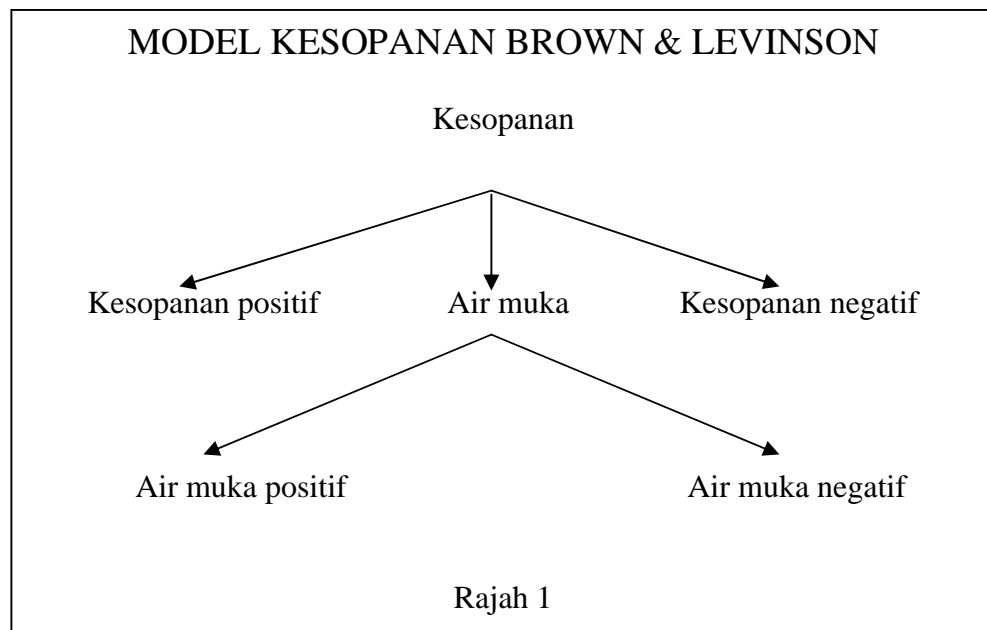 MODEL KESOPANAN BROWN & LEVINSON
Kesopanan
Kesopanan positif Air muka Kesopanan negatif
Air muka positif Air muka negatif
Rajah 1